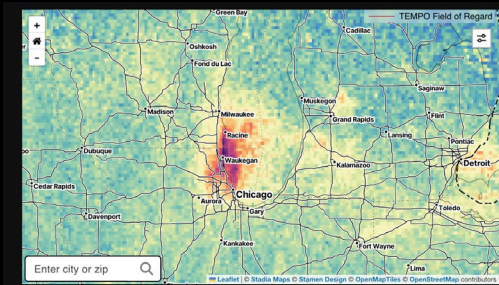 Green Bay
TEMPO Field of Regard
+
-
Cadillac
Oshkosh
Fond du Lac
Saginaw
Muskegon
Madison
Milwaukee
Grand Rapids
Flint
Racine
Lansing
Pontiac
Dubuque
Waukegan
Kalamazoo
Detroit
Cedar Rapids
Chicago
Aurora
Gary
Davenport
Toledo
Kankakee
Fort Wayne
Lima
Enter city or zip
Leaflet | © Stadia Maps © Stamen Design © OpenMapTiles © OpenStreetMap contributors